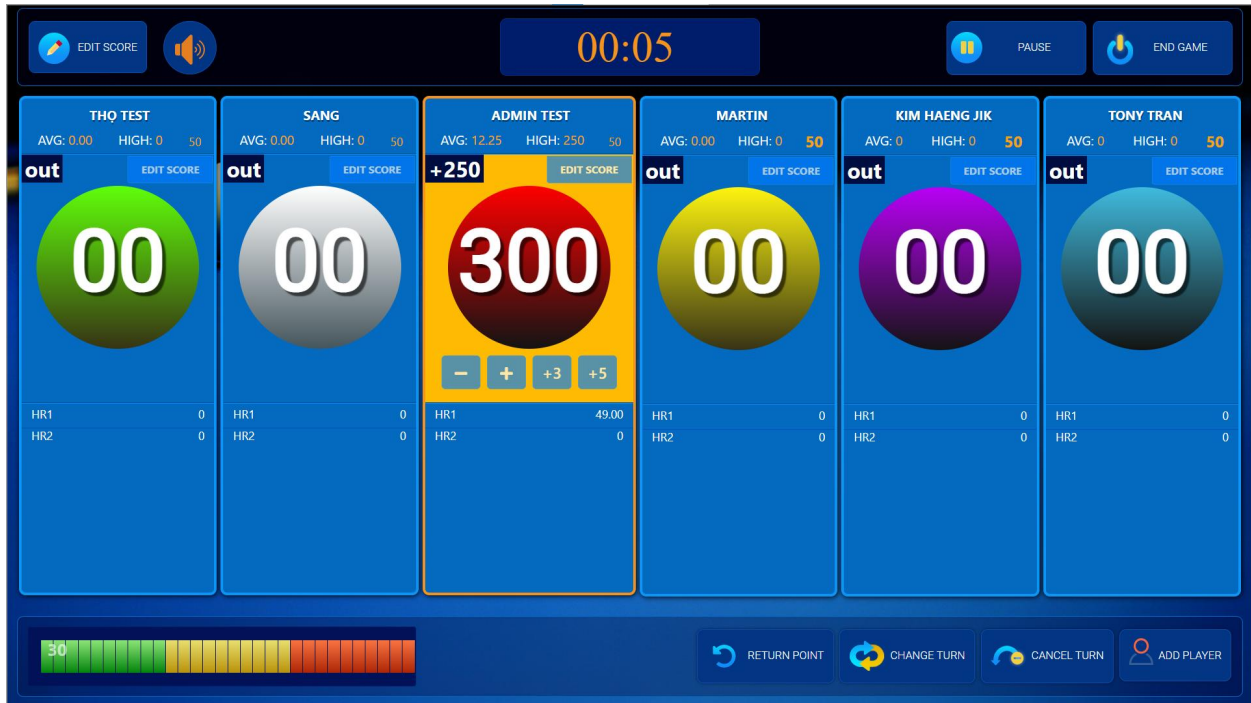 EDIT SCORE
00:05
PAUSE
END GAME
THỌ TEST
AVG: 0.00 HIGH: 0 50
out EDIT SCORE
00
HR1 0
HR2 0
SANG
AVG: 0.00 HIGH: 0 50
out EDIT SCORE
00
HR1 0
HR2 0
ADMIN TEST
AVG: 12.25 HIGH: 250 50
+250 EDIT SCORE
300
− + +3 +5
HR1 49.00
HR2 0
MARTIN
AVG: 0.00 HIGH: 0 50
out EDIT SCORE
00
HR1 0
HR2 0
KIM HAENG JIK
AVG: 0 HIGH: 0 50
out EDIT SCORE
00
HR1 0
HR2 0
TONY TRAN
AVG: 0 HIGH: 0 50
out EDIT SCORE
00
HR1 0
HR2 0
30
RETURN POINT
CHANGE TURN
CANCEL TURN
ADD PLAYER